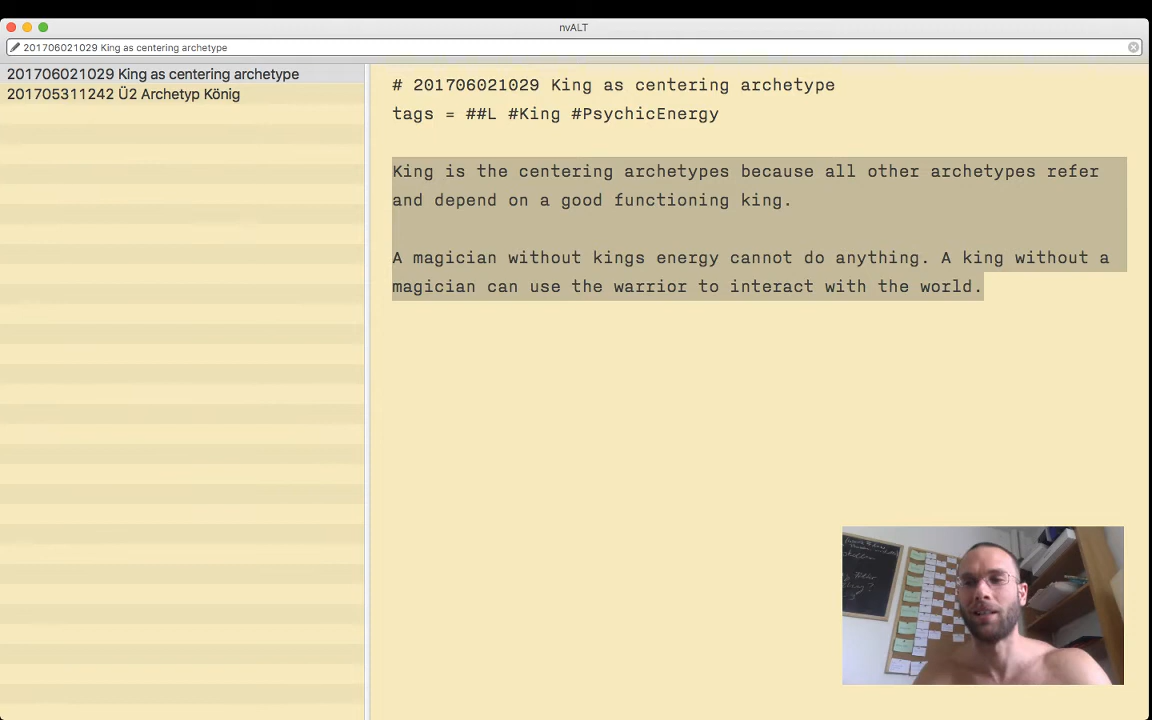 nvALT
201706021029 King as centering archetype
201706021029 King as centering archetype
201705311242 Ü2 Archetyp König
# 201706021029 King as centering archetype
tags = ##L #King #PsychicEnergy
King is the centering archetypes because all other archetypes refer
and depend on a good functioning king.
A magician without kings energy cannot do anything. A king without a
magician can use the warrior to interact with the world.